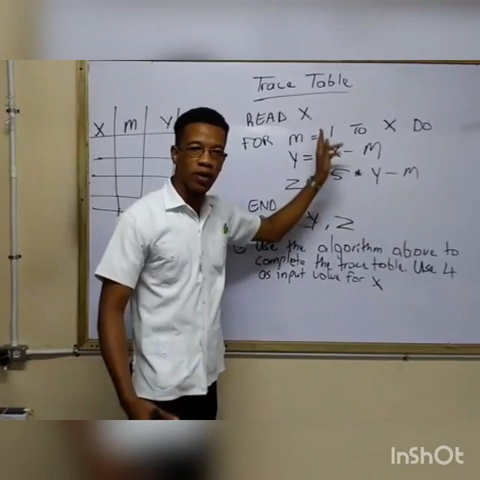 Trace Table
X M Y
READ X
FOR M = 1 TO X DO
Y = X - M
Z = 5 * Y - M
END
Y, Z
Use the algorithm above to
complete the trace table. Use 4
as input value for X
InShOt